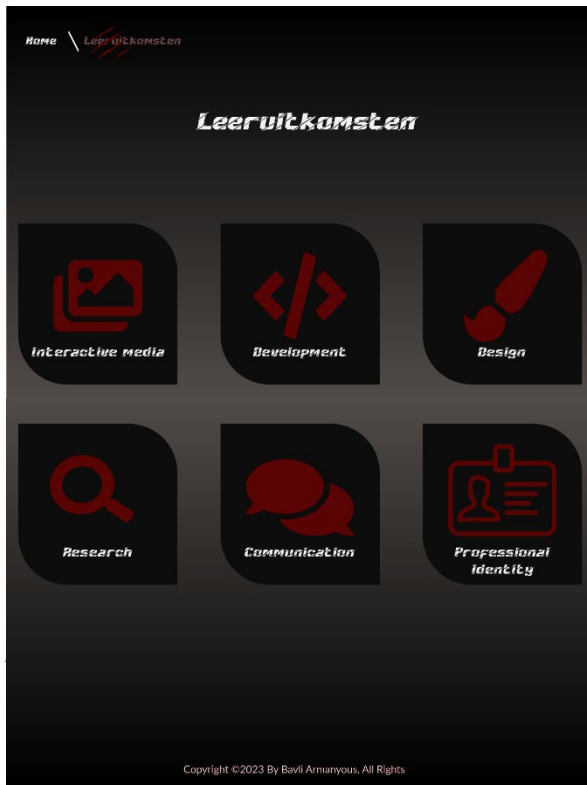 Home \ Leeruitkomsten
Leeruitkomsten
Interactive media
Development
Design
Research
Communication
Professional
identity
Copyright ©2023 By Bavli Armanyous, All Rights